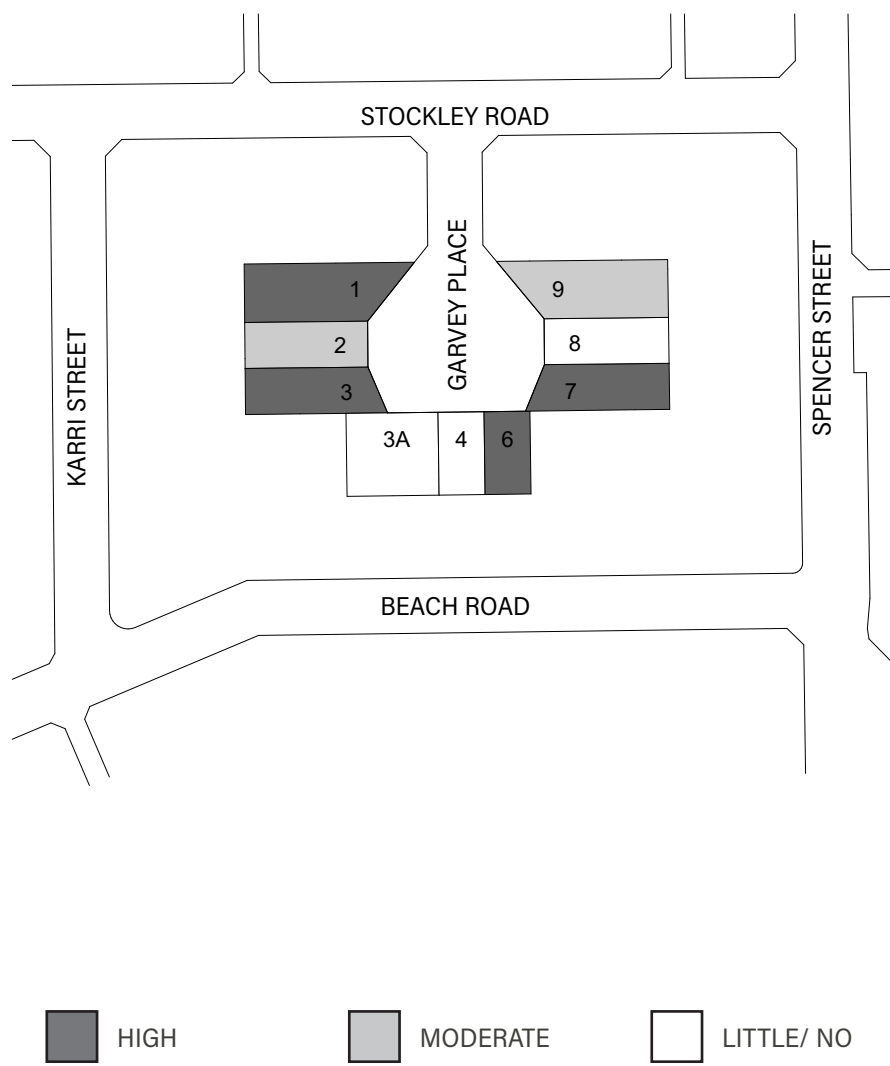 STOCKLEY ROAD
GARVEY PLACE
KARRI STREET
SPENCER STREET
1
9
2
8
3
7
3A
4
6
BEACH ROAD
HIGH
MODERATE
LITTLE/ NO